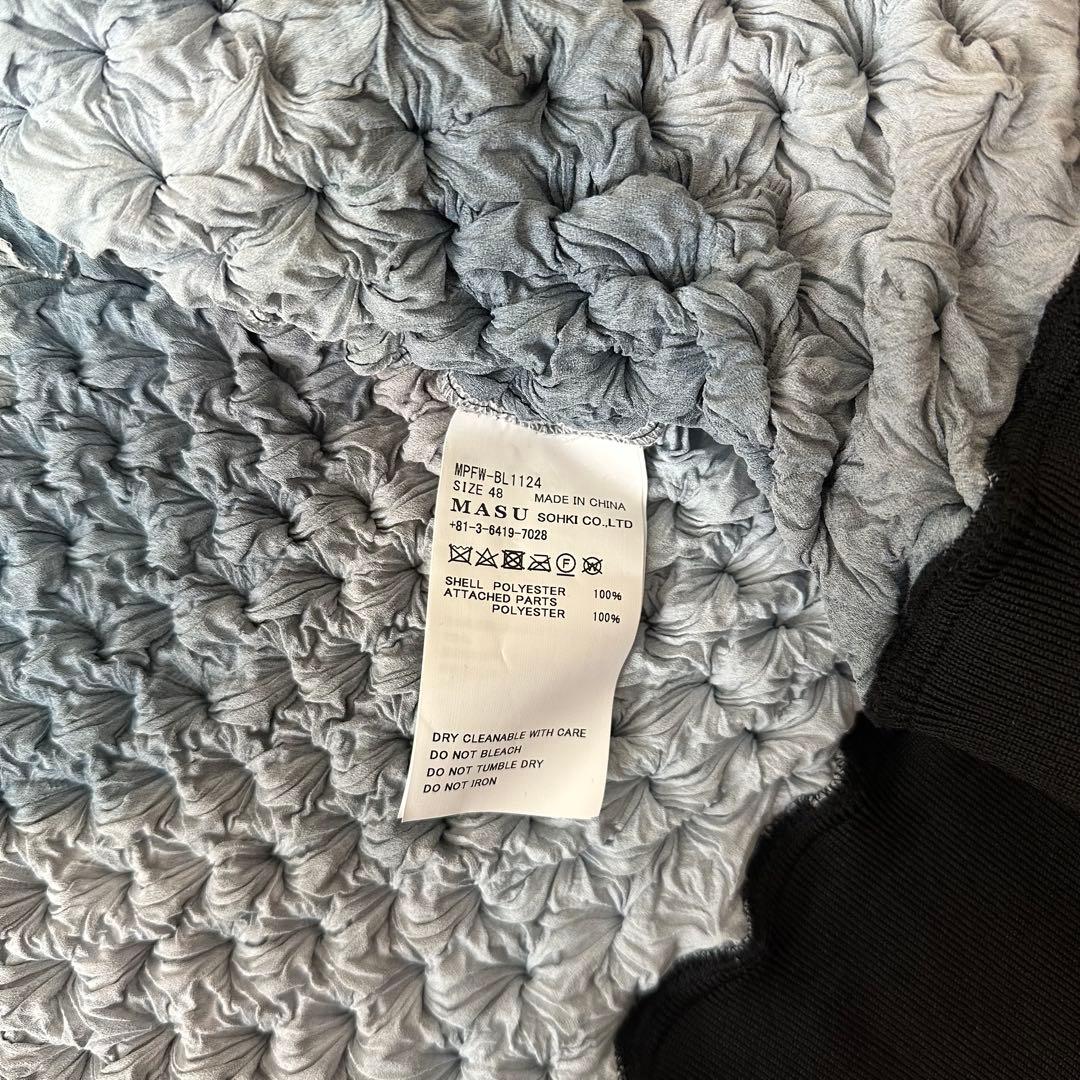 MPFW-BL1124
SIZE 48 MADE IN CHINA
MASU SOHKI CO.,LTD
+81-3-6419-7028
F W
SHELL POLYESTER 100%
ATTACHED PARTS
POLYESTER 100%
DRY CLEANABLE WITH CARE
DO NOT BLEACH
DO NOT TUMBLE DRY
DO NOT IRON